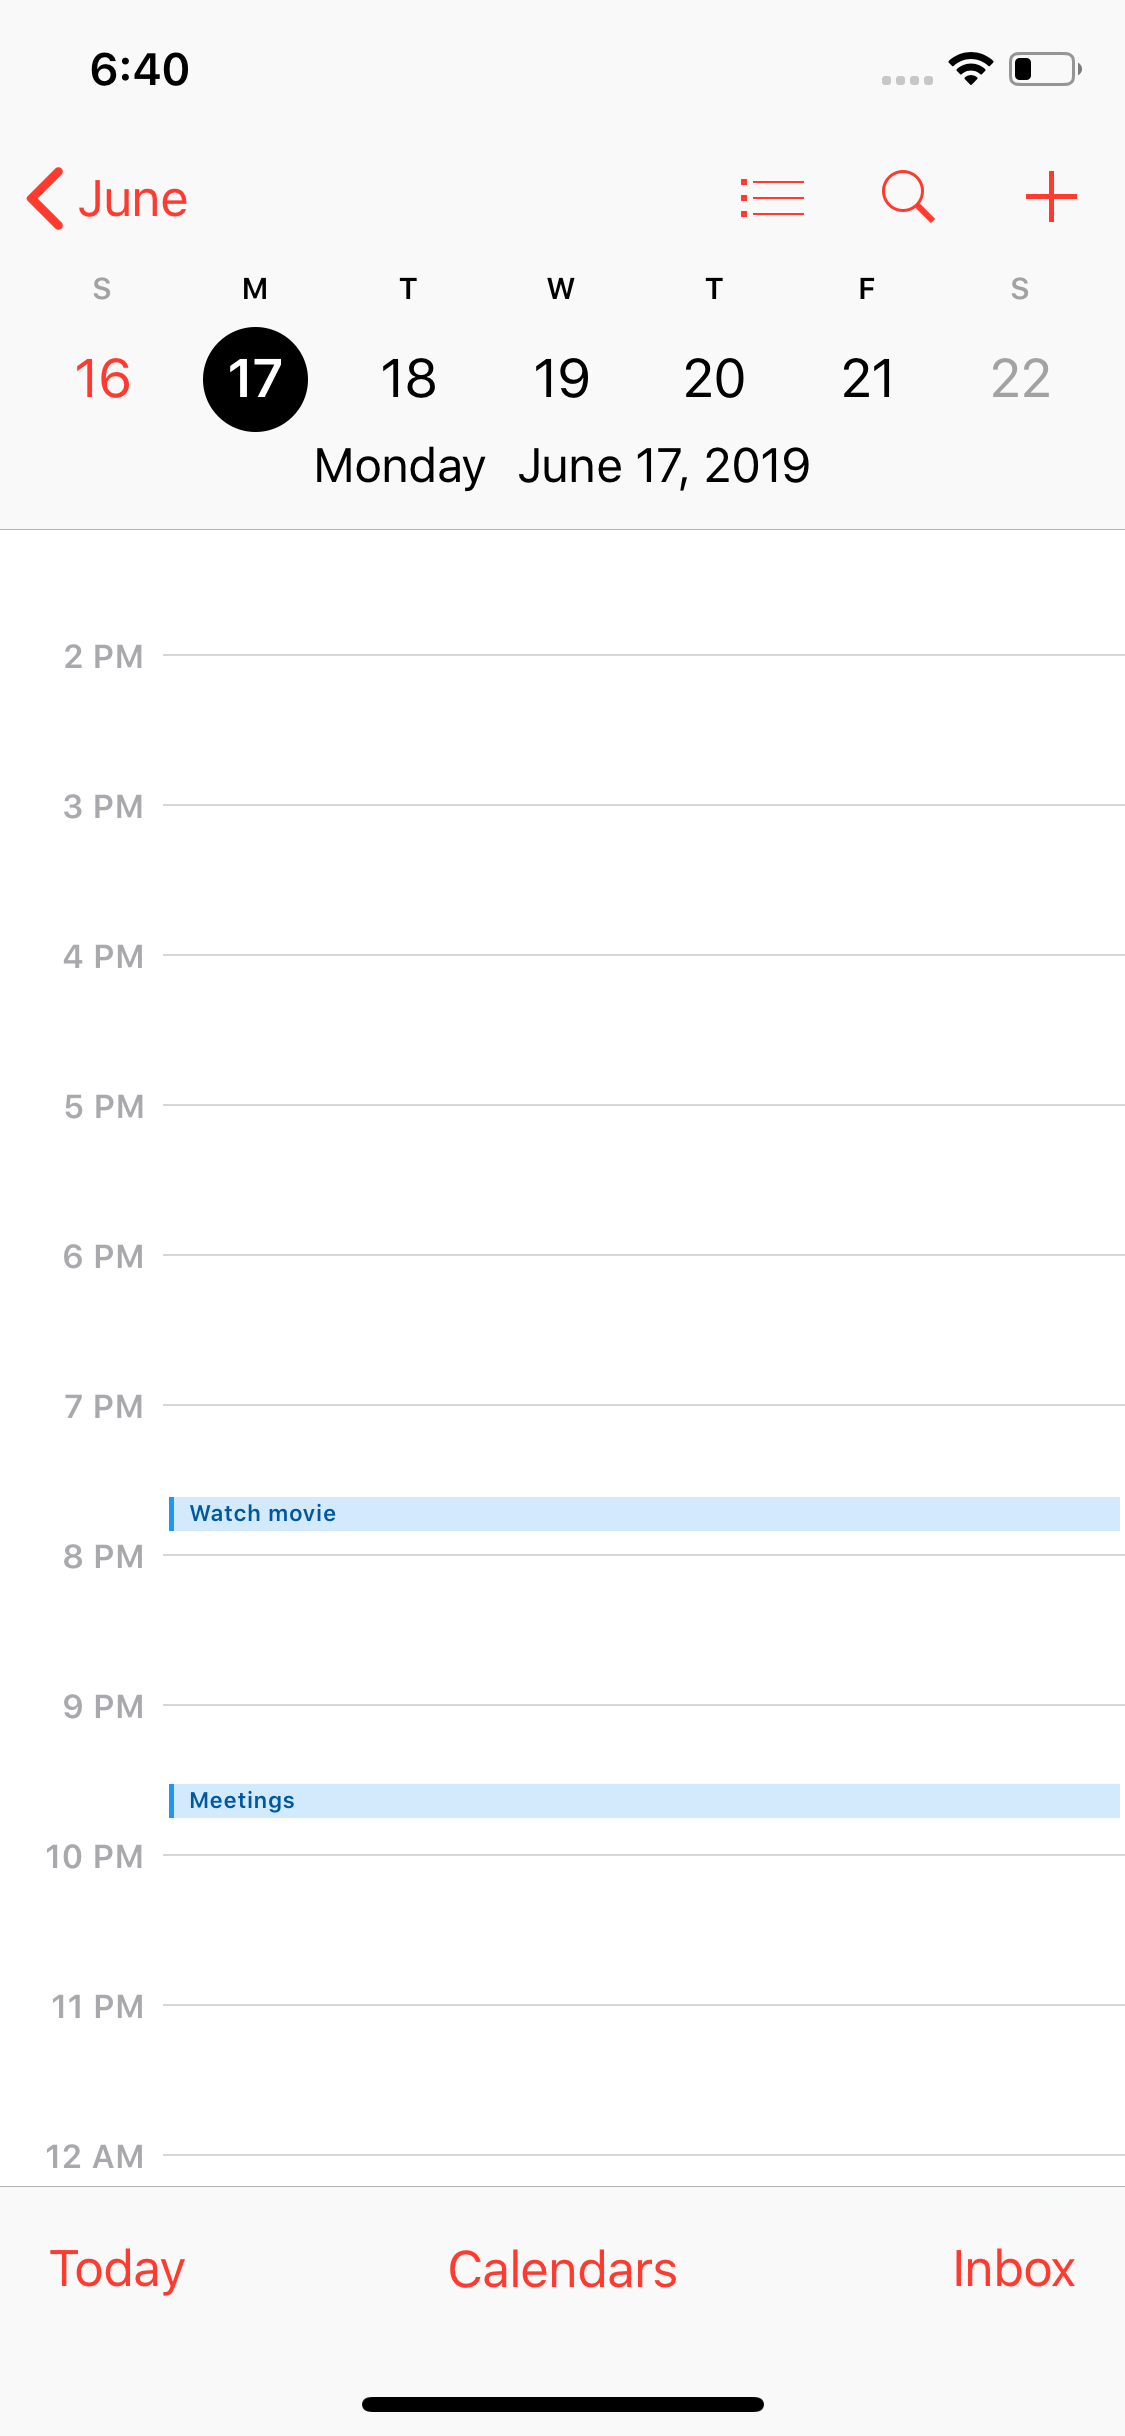 6:40
June
S M T W T F S
16 17 18 19 20 21 22
Monday June 17, 2019
2 PM
3 PM
4 PM
5 PM
6 PM
7 PM
Watch movie
8 PM
9 PM
Meetings
10 PM
11 PM
12 AM
Today Calendars Inbox